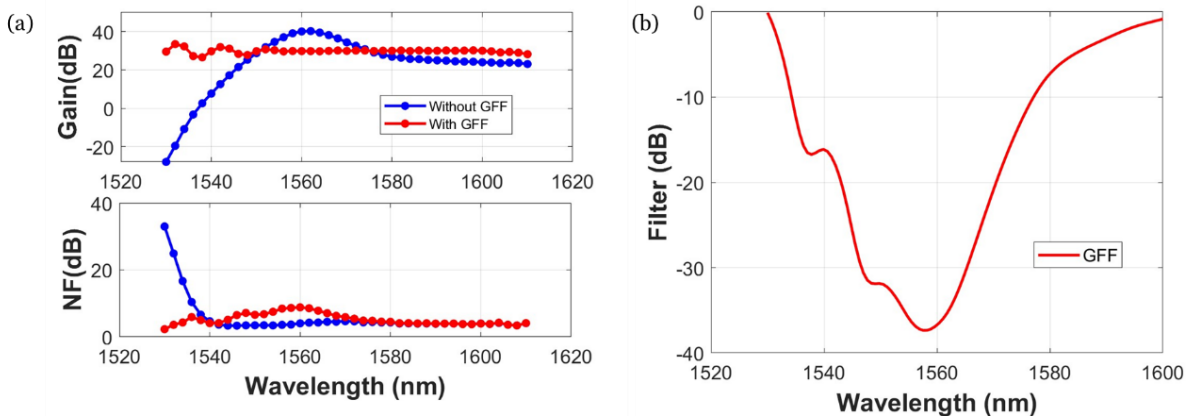 (a)
Gain(dB)
40
20
0
-20
Without GFF
With GFF
1520 1540 1560 1580 1600 1620
NF(dB)
40
20
0
1520 1540 1560 1580 1600 1620
Wavelength (nm)
(b)
Filter (dB)
0
-10
-20
-30
-40
GFF
1520 1540 1560 1580 1600
Wavelength (nm)